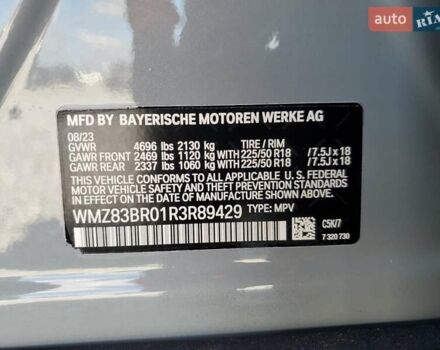 auto RIA
MFD BY BAYERISCHE MOTOREN WERKE AG
08/23
GVWR 4696 lbs 2130 kg TIRE / RIM
GAWR FRONT 2469 lbs 1120 kg WITH 225/50 R18 /7.5J x 18
GAWR REAR 2337 lbs 1060 kg WITH 225/50 R18 /7.5J x 18
THIS VEHICLE CONFORMS TO ALL APPLICABLE U. S. FEDERAL
MOTOR VEHICLE SAFETY, BUMPER, AND THEFT PREVENTION
STANDARDS IN EFFECT ON THE DATE OF MANUFACTURE SHOWN ABOVE.
WMZ83BR01R3R89429 TYPE: MPV
C5K/7
7 320 730